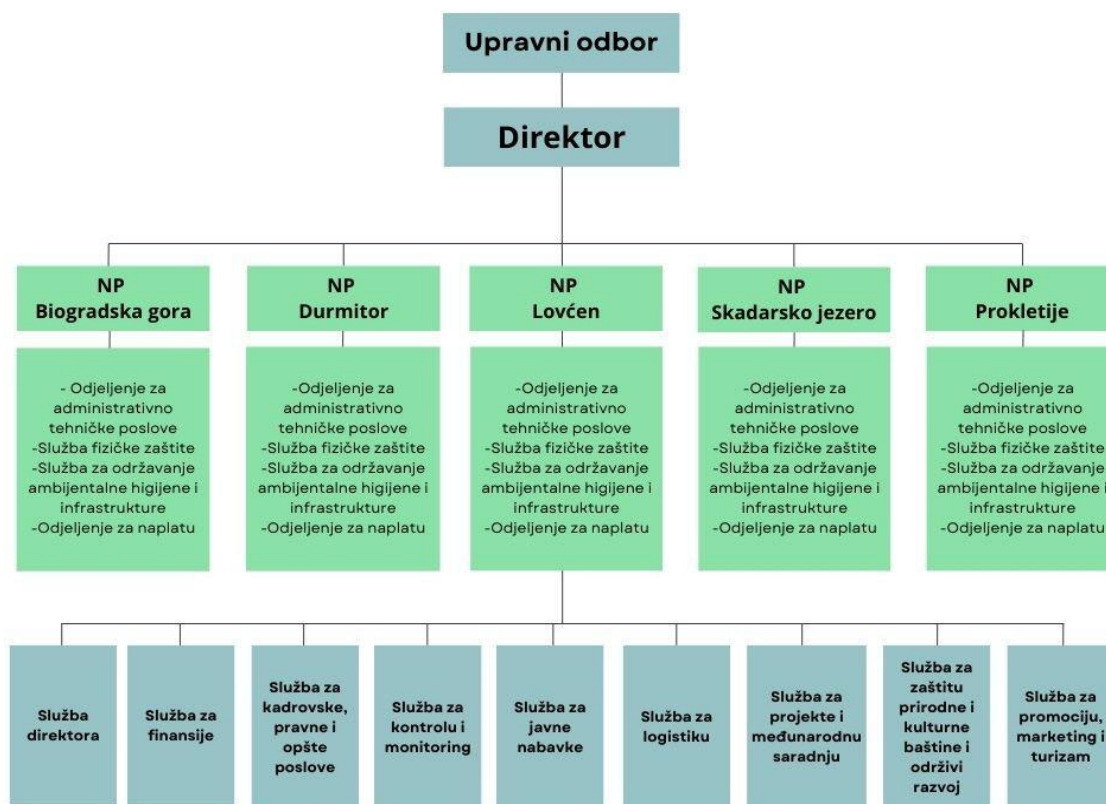 Upravni odbor
Direktor
NP
Biogradska gora
NP
Durmitor
NP
Lovćen
NP
Skadarsko jezero
NP
Prokletije
- Odjeljenje za
administrativno
tehničke poslove
-Služba fizičke zaštite
-Služba za održavanje
ambijentalne higijene i
infrastrukture
-Odjeljenje za naplatu
-Odjeljenje za
administrativno
tehničke poslove
-Služba fizičke zaštite
-Služba za održavanje
ambijentalne higijene i
infrastrukture
-Odjeljenje za naplatu
-Odjeljenje za
administrativno
tehničke poslove
-Služba fizičke zaštite
-Služba za održavanje
ambijentalne higijene i
infrastrukture
-Odjeljenje za naplatu
-Odjeljenje za
administrativno
tehničke poslove
-Služba fizičke zaštite
-Služba za održavanje
ambijentalne higijene i
infrastrukture
-Odjeljenje za naplatu
-Odjeljenje za
administrativno
tehničke poslove
-Služba fizičke zaštite
-Služba za održavanje
ambijentalne higijene i
infrastrukture
-Odjeljenje za naplatu
Služba
direktora
Služba za
finansije
Služba za
kadrovske,
pravne i
opšte
poslove
Služba za
kontrolu i
monitoring
Služba za
javne
nabavke
Služba za
logistiku
Služba za
projekte i
međunarodnu
saradnju
Služba za
zaštitu
prirodne i
kulturne
baštine i
održivi
razvoj
Služba za
promociju,
marketing i
turizam